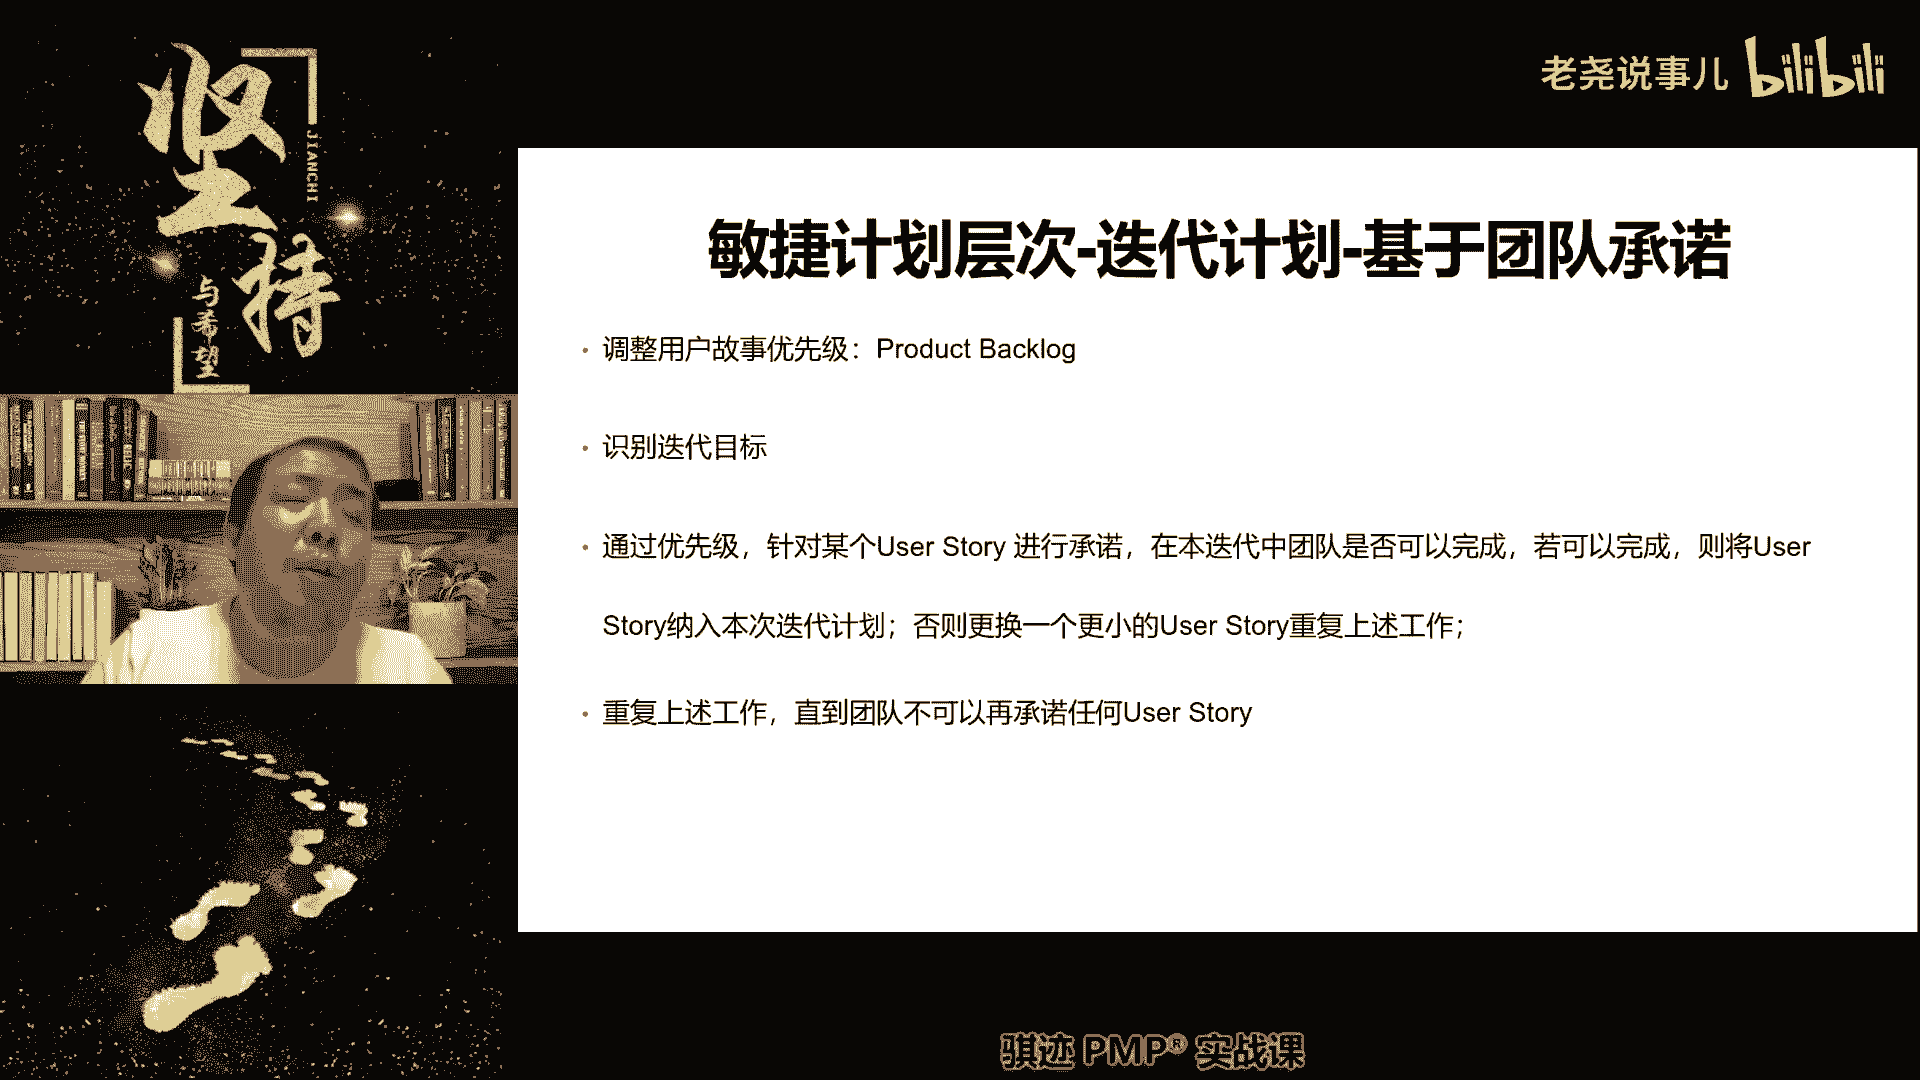 坚持
JIANCHI
与希望
老尧说事儿 bilibili
敏捷计划层次-迭代计划-基于团队承诺
· 调整用户故事优先级：Product Backlog
· 识别迭代目标
· 通过优先级，针对某个User Story 进行承诺，在本迭代中团队是否可以完成，若可以完成，则将User
Story纳入本次迭代计划；否则更换一个更小的User Story重复上述工作；
· 重复上述工作，直到团队不可以再承诺任何User Story
骐迹 PMP® 实战课